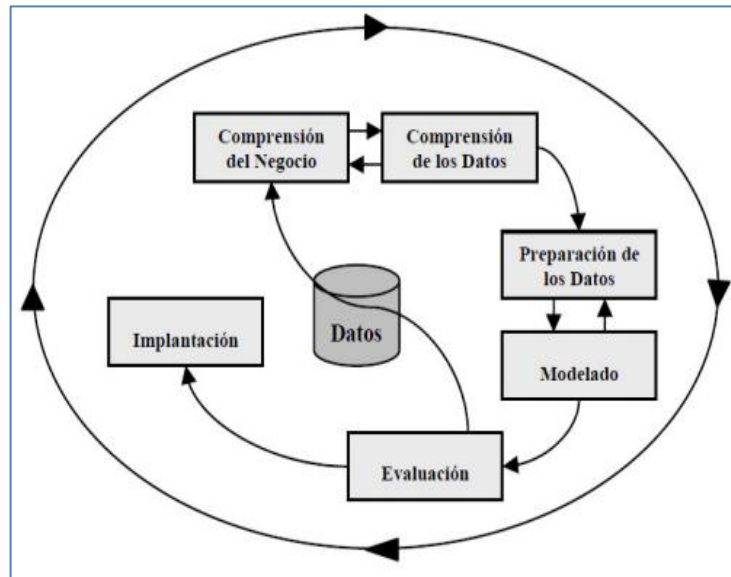 Comprensión
del Negocio
Comprensión
de los Datos
Preparación de
los Datos
Datos
Implantación
Modelado
Evaluación